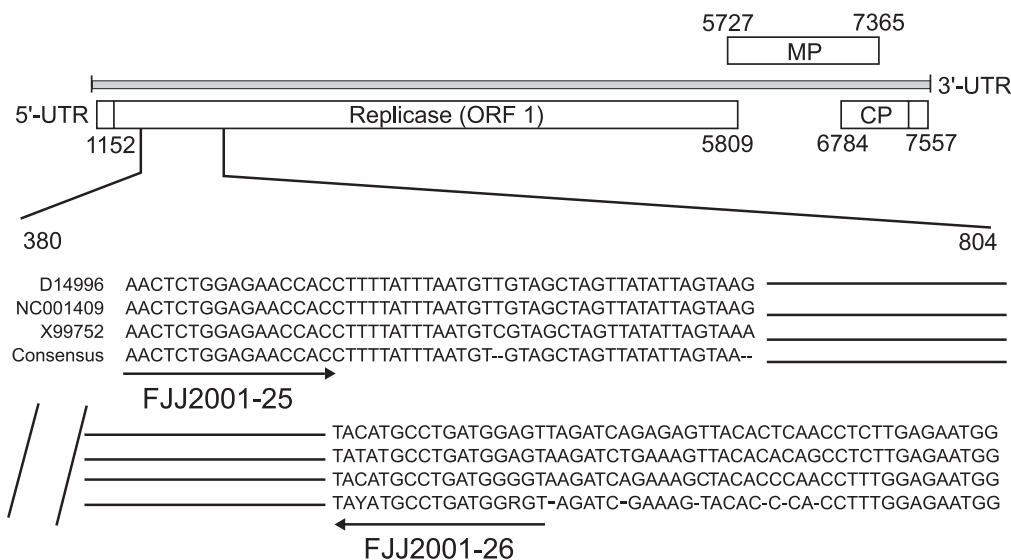 5727 7365
MP
3'-UTR
5'-UTR Replicase (ORF 1) CP
1152 5809 6784 7557
380 804
D14996 AACTCTGGAGAACCACCTTTTATTTAATGTTGTAGCTAGTTATATTAGTAAG
NC001409 AACTCTGGAGAACCACCTTTTATTTAATGTTGTAGCTAGTTATATTAGTAAG
X99752 AACTCTGGAGAACCACCTTTTATTTAATGTCGTAGCTAGTTATATTAGTAAA
Consensus AACTCTGGAGAACCACCTTTTATTTAATGT--GTAGCTAGTTATATTAGTAA--
FJJ2001-25
TACATGCCTGATGGAGTTAGATCAGAGAGTTACACTCAACCTCTTGAGAATGG
TATATGCCTGATGGAGTAAGATCTGAAAGTTACACACAGCCTCTTGAGAATGG
TACATGCCTGATGGGGTAAGATCAGAAAGCTACACCCAACCTTTGGAGAATGG
TAYATGCCTGATGGRGT-AGATC-GAAAG-TACAC-C-CA-CCTTTGGAGAATGG
FJJ2001-26